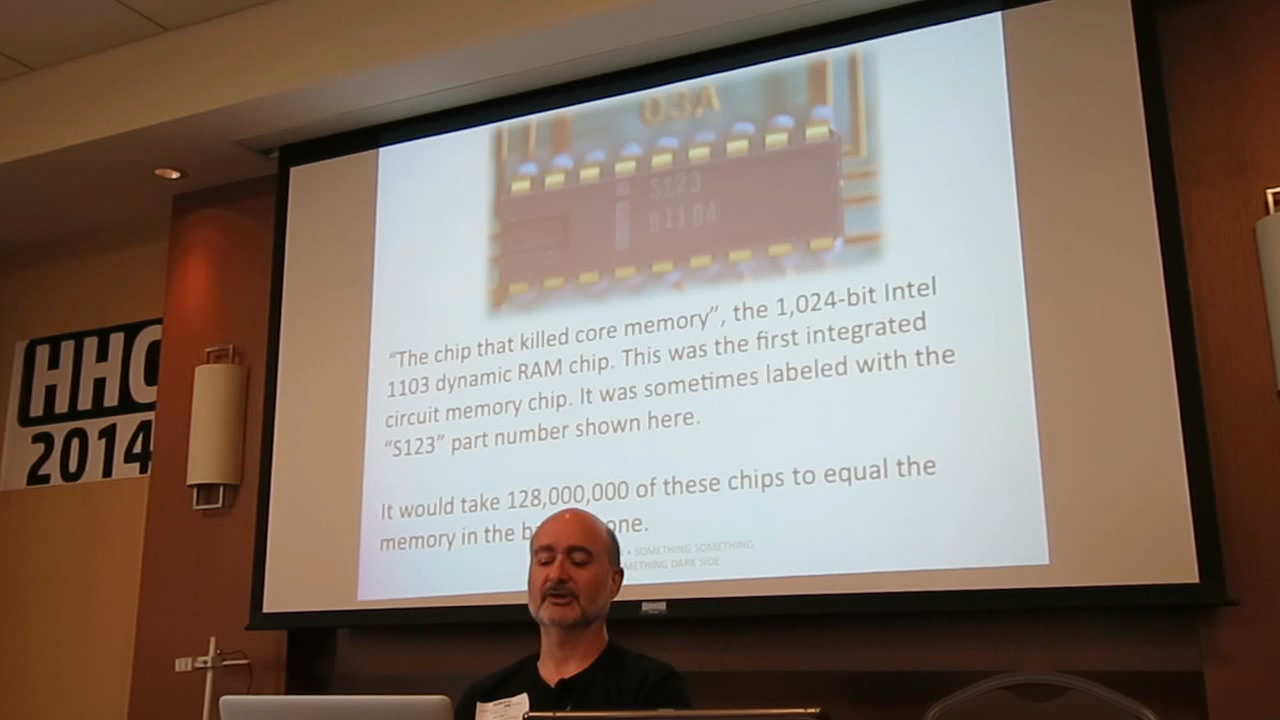 03A
S123
"The chip that killed core memory", the 1,024-bit Intel
1103 dynamic RAM chip. This was the first integrated
circuit memory chip. It was sometimes labeled with the
"S123" part number shown here.
It would take 128,000,000 of these chips to equal the
memory in the
• SOMETHING SOMETHING
DARK SIDE
HHC
2014